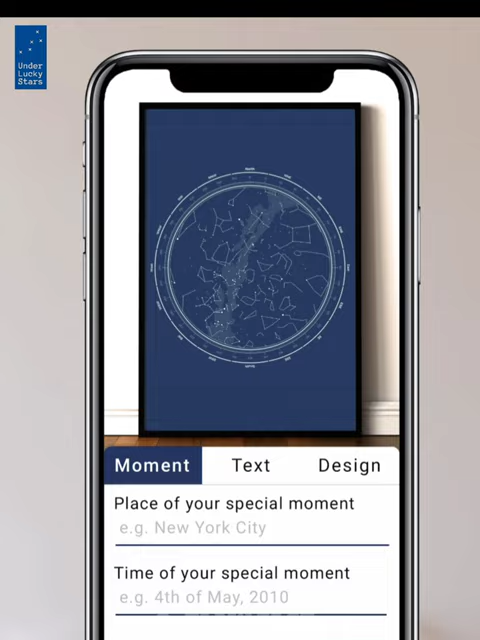 Under
Lucky
Stars
Moment
Text
Design
Place of your special moment
e.g. New York City
Time of your special moment
e.g. 4th of May, 2010